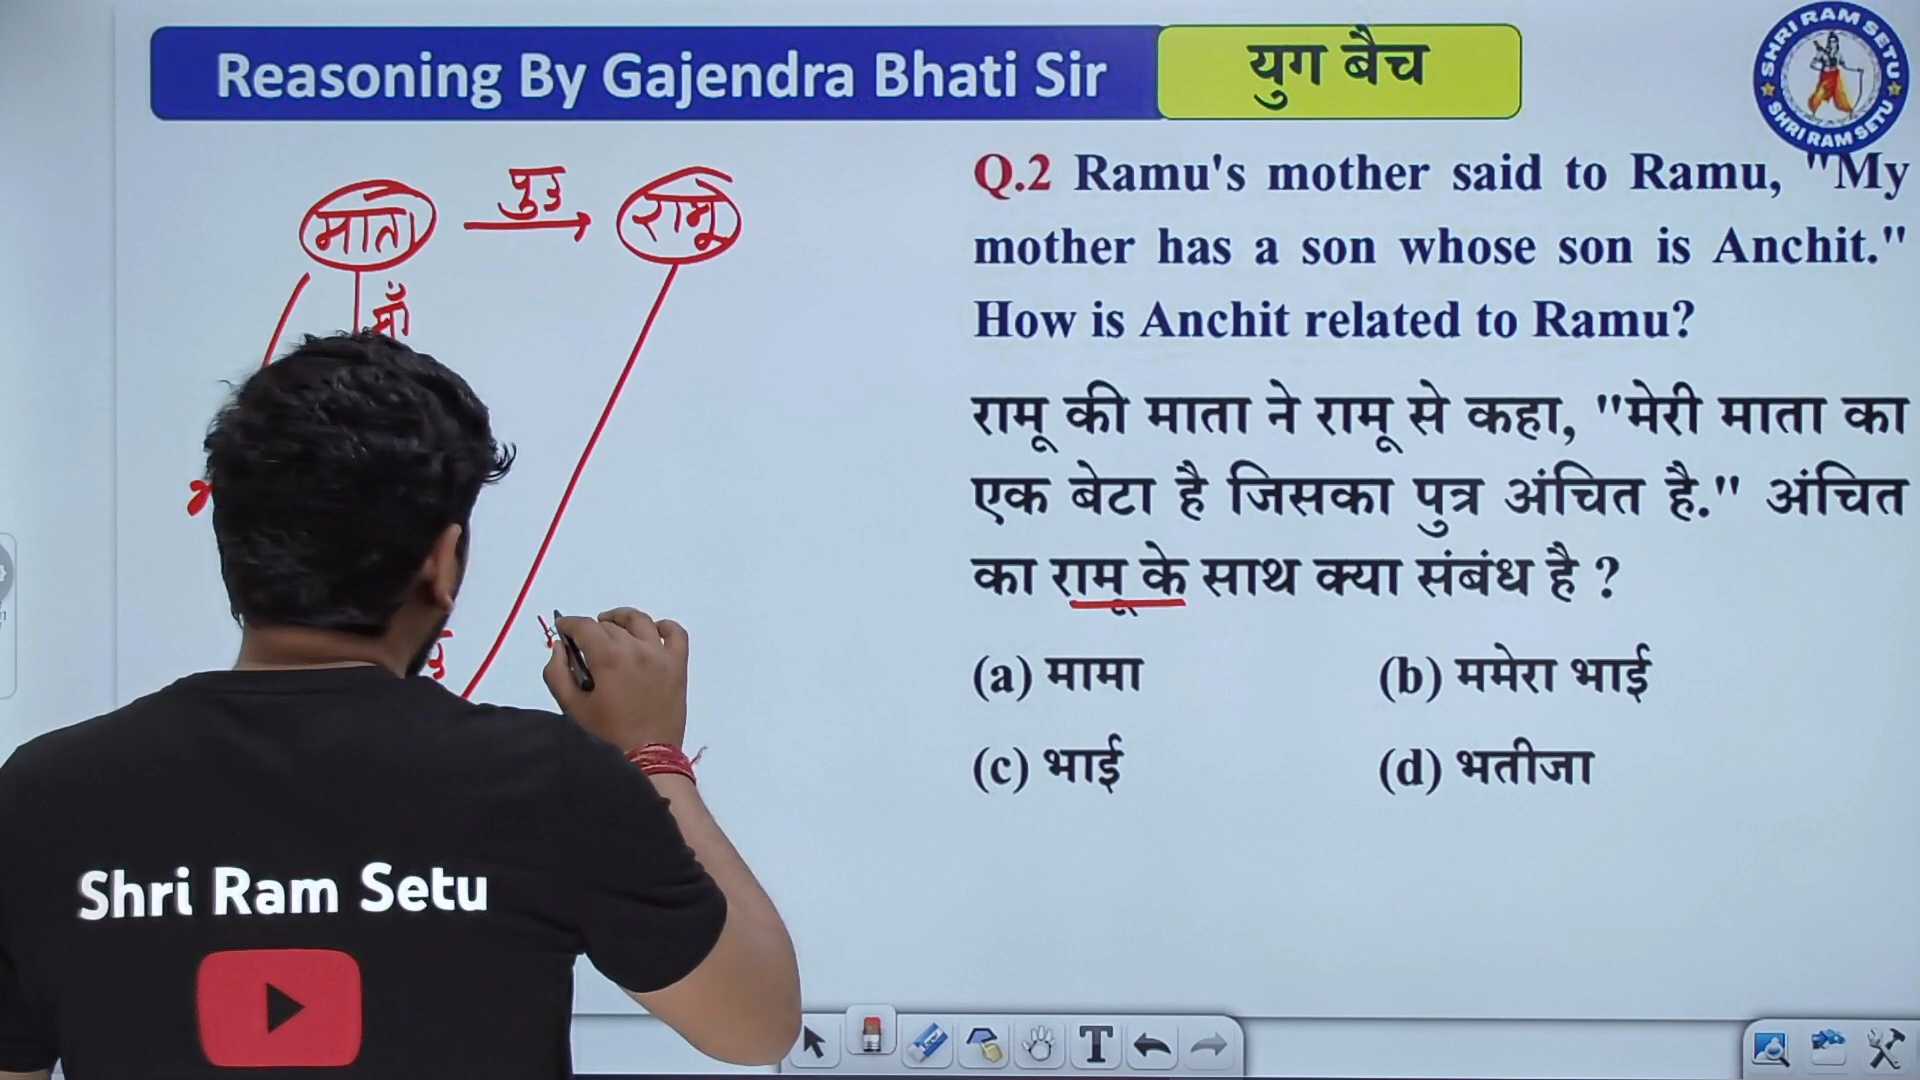 Reasoning By Gajendra Bhati Sir
युग बैच
SHRI RAM SETU
SHRI RAM SETU
माता
पुत्र
रामू
माँ
Q.2 Ramu's mother said to Ramu, "My
mother has a son whose son is Anchit."
How is Anchit related to Ramu?
रामू की माता ने रामू से कहा, "मेरी माता का
एक बेटा है जिसका पुत्र अंचित है." अंचित
का रामू के साथ क्या संबंध है ?
(a) मामा
(b) ममेरा भाई
(c) भाई
(d) भतीजा
Shri Ram Setu
T